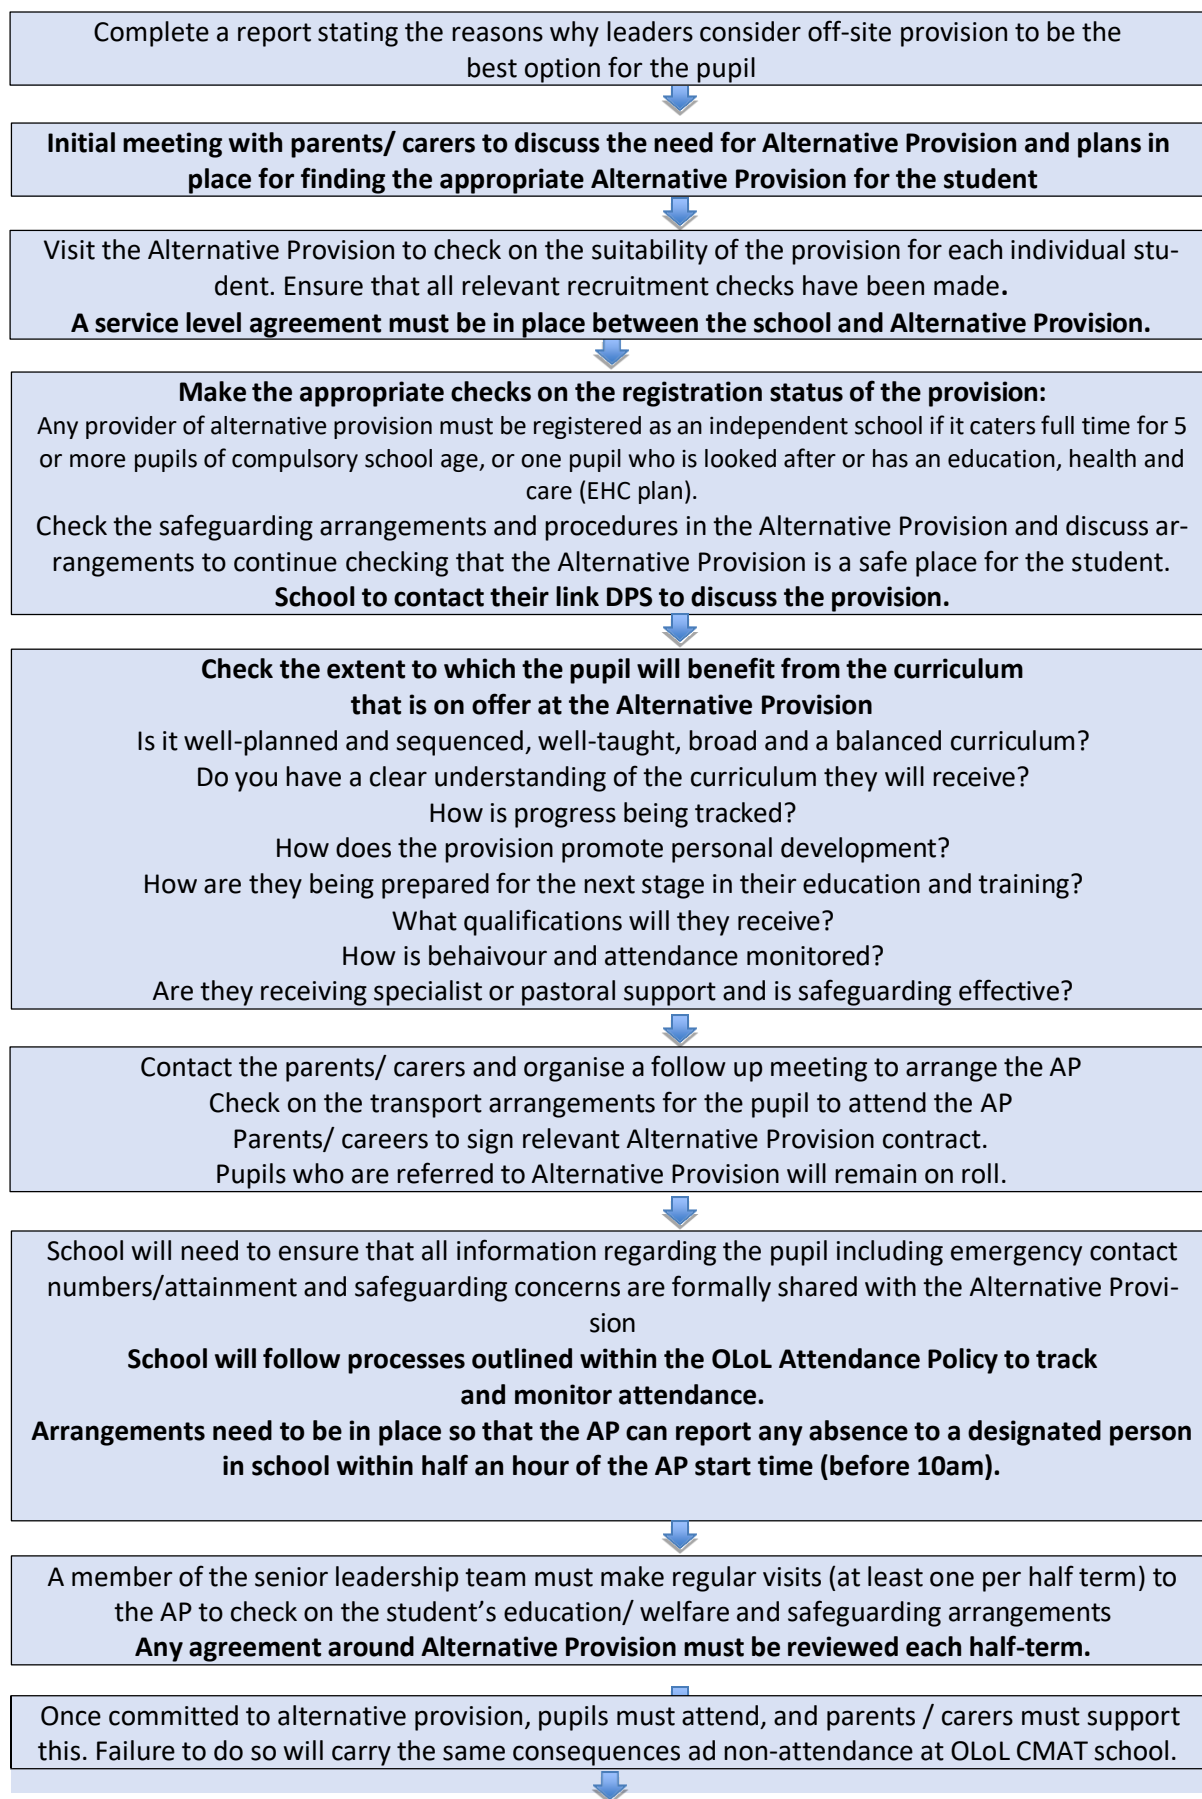 Complete a report stating the reasons why leaders consider off-site provision to be the
best option for the pupil
Initial meeting with parents/ carers to discuss the need for Alternative Provision and plans in
place for finding the appropriate Alternative Provision for the student
Visit the Alternative Provision to check on the suitability of the provision for each individual stu-
dent. Ensure that all relevant recruitment checks have been made.
A service level agreement must be in place between the school and Alternative Provision.
Make the appropriate checks on the registration status of the provision:
Any provider of alternative provision must be registered as an independent school if it caters full time for 5
or more pupils of compulsory school age, or one pupil who is looked after or has an education, health and
care (EHC plan).
Check the safeguarding arrangements and procedures in the Alternative Provision and discuss ar-
rangements to continue checking that the Alternative Provision is a safe place for the student.
School to contact their link DPS to discuss the provision.
Check the extent to which the pupil will benefit from the curriculum
that is on offer at the Alternative Provision
Is it well-planned and sequenced, well-taught, broad and a balanced curriculum?
Do you have a clear understanding of the curriculum they will receive?
How is progress being tracked?
How does the provision promote personal development?
How are they being prepared for the next stage in their education and training?
What qualifications will they receive?
How is behaivour and attendance monitored?
Are they receiving specialist or pastoral support and is safeguarding effective?
Contact the parents/ carers and organise a follow up meeting to arrange the AP
Check on the transport arrangements for the pupil to attend the AP
Parents/ careers to sign relevant Alternative Provision contract.
Pupils who are referred to Alternative Provision will remain on roll.
School will need to ensure that all information regarding the pupil including emergency contact
numbers/attainment and safeguarding concerns are formally shared with the Alternative Provi-
sion
School will follow processes outlined within the OLoL Attendance Policy to track
and monitor attendance.
Arrangements need to be in place so that the AP can report any absence to a designated person
in school within half an hour of the AP start time (before 10am).
A member of the senior leadership team must make regular visits (at least one per half term) to
the AP to check on the student’s education/ welfare and safeguarding arrangements
Any agreement around Alternative Provision must be reviewed each half-term.
Once committed to alternative provision, pupils must attend, and parents / carers must support
this. Failure to do so will carry the same consequences ad non-attendance at OLoL CMAT school.